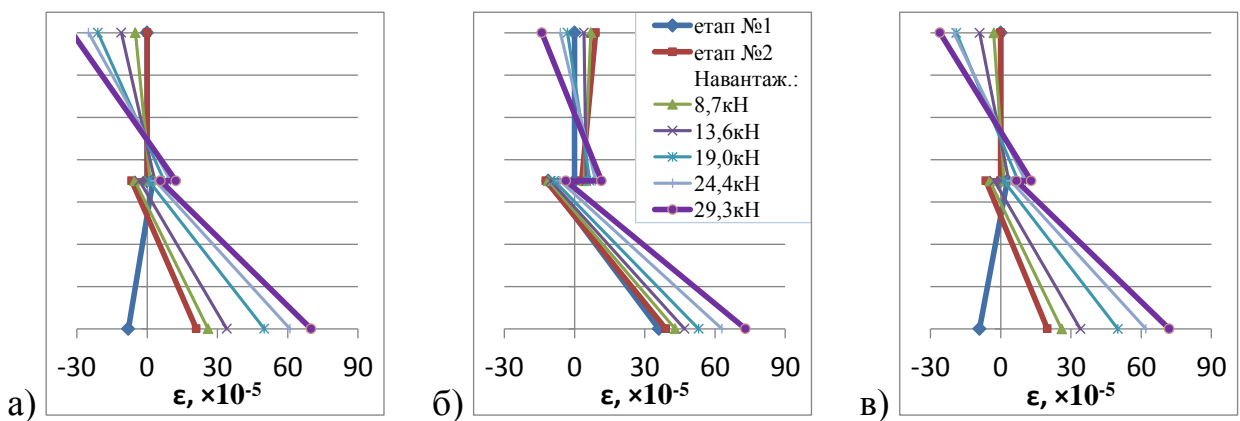 етап №1
етап №2
Навантаж.:
8,7кН
13,6кН
19,0кН
24,4кН
29,3кН
-30 0 30 60 90
ε, ×10⁻⁵
а)
-30 0 30 60 90
ε, ×10⁻⁵
б)
-30 0 30 60 90
ε, ×10⁻⁵
в)